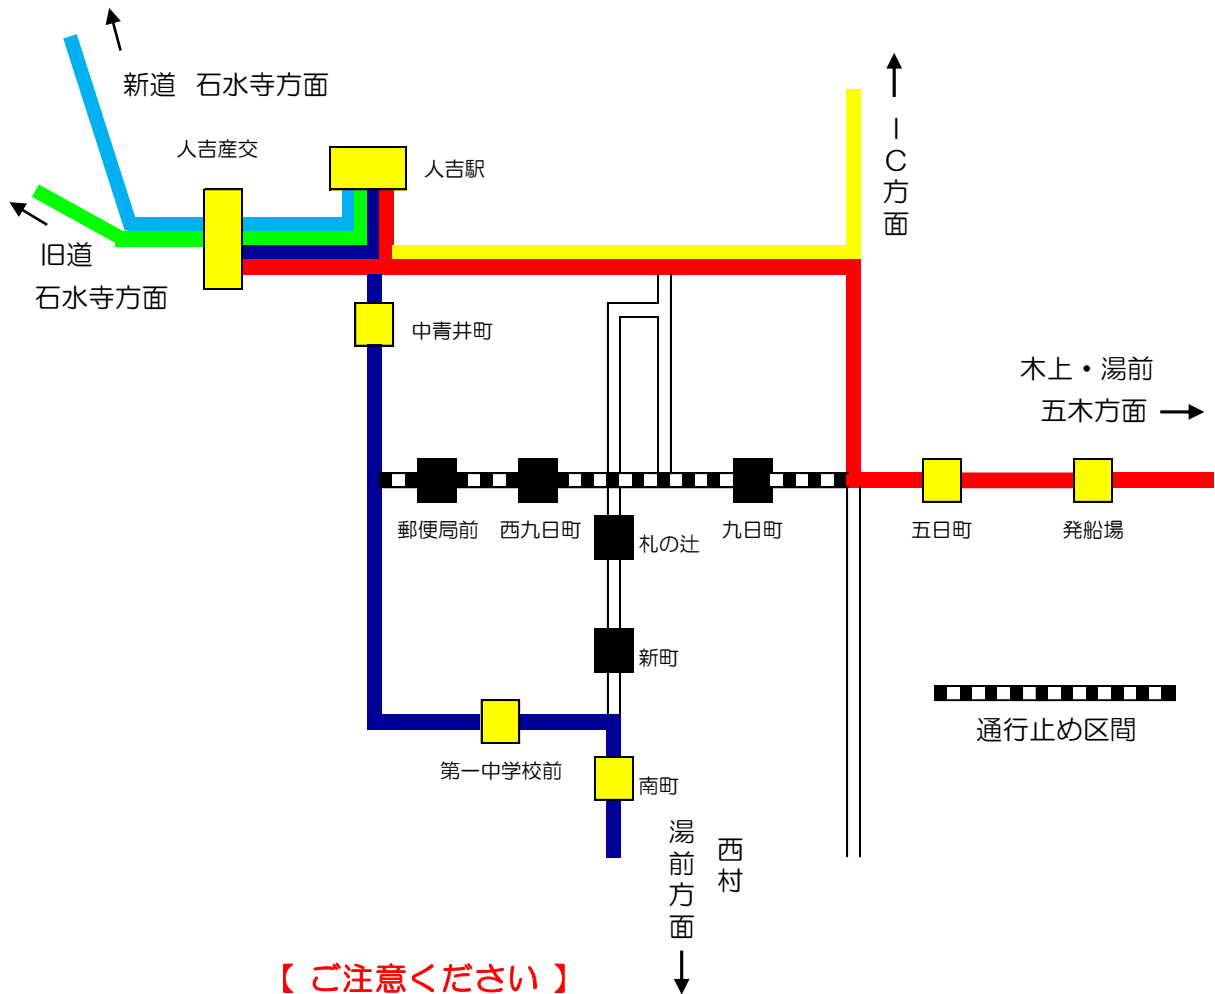 新道 石水寺方面
人吉産交
人吉駅
IC方面
旧道
石水寺方面
中青井町
木上・湯前
五木方面
郵便局前
西九日町
札の辻
九日町
五日町
発船場
新町
通行止め区間
第一中学校前
南町
西村
湯前方面
【 ご注意ください 】